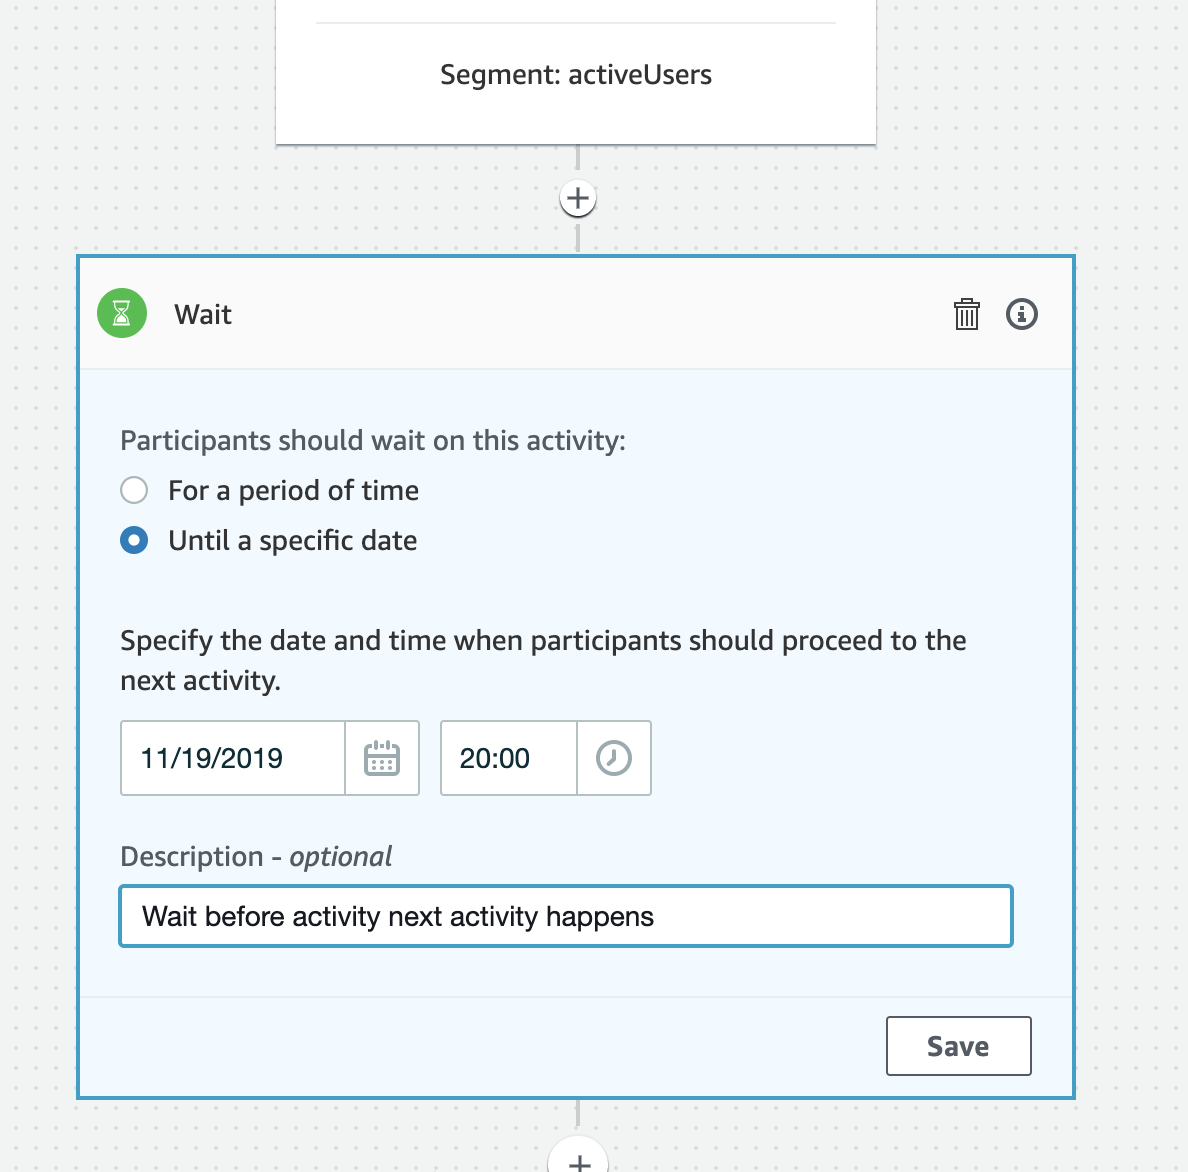 Segment: activeUsers
Wait
Participants should wait on this activity:
For a period of time
Until a specific date
Specify the date and time when participants should proceed to the
next activity.
11/19/2019 20:00
Description - optional
Wait before activity next activity happens
Save